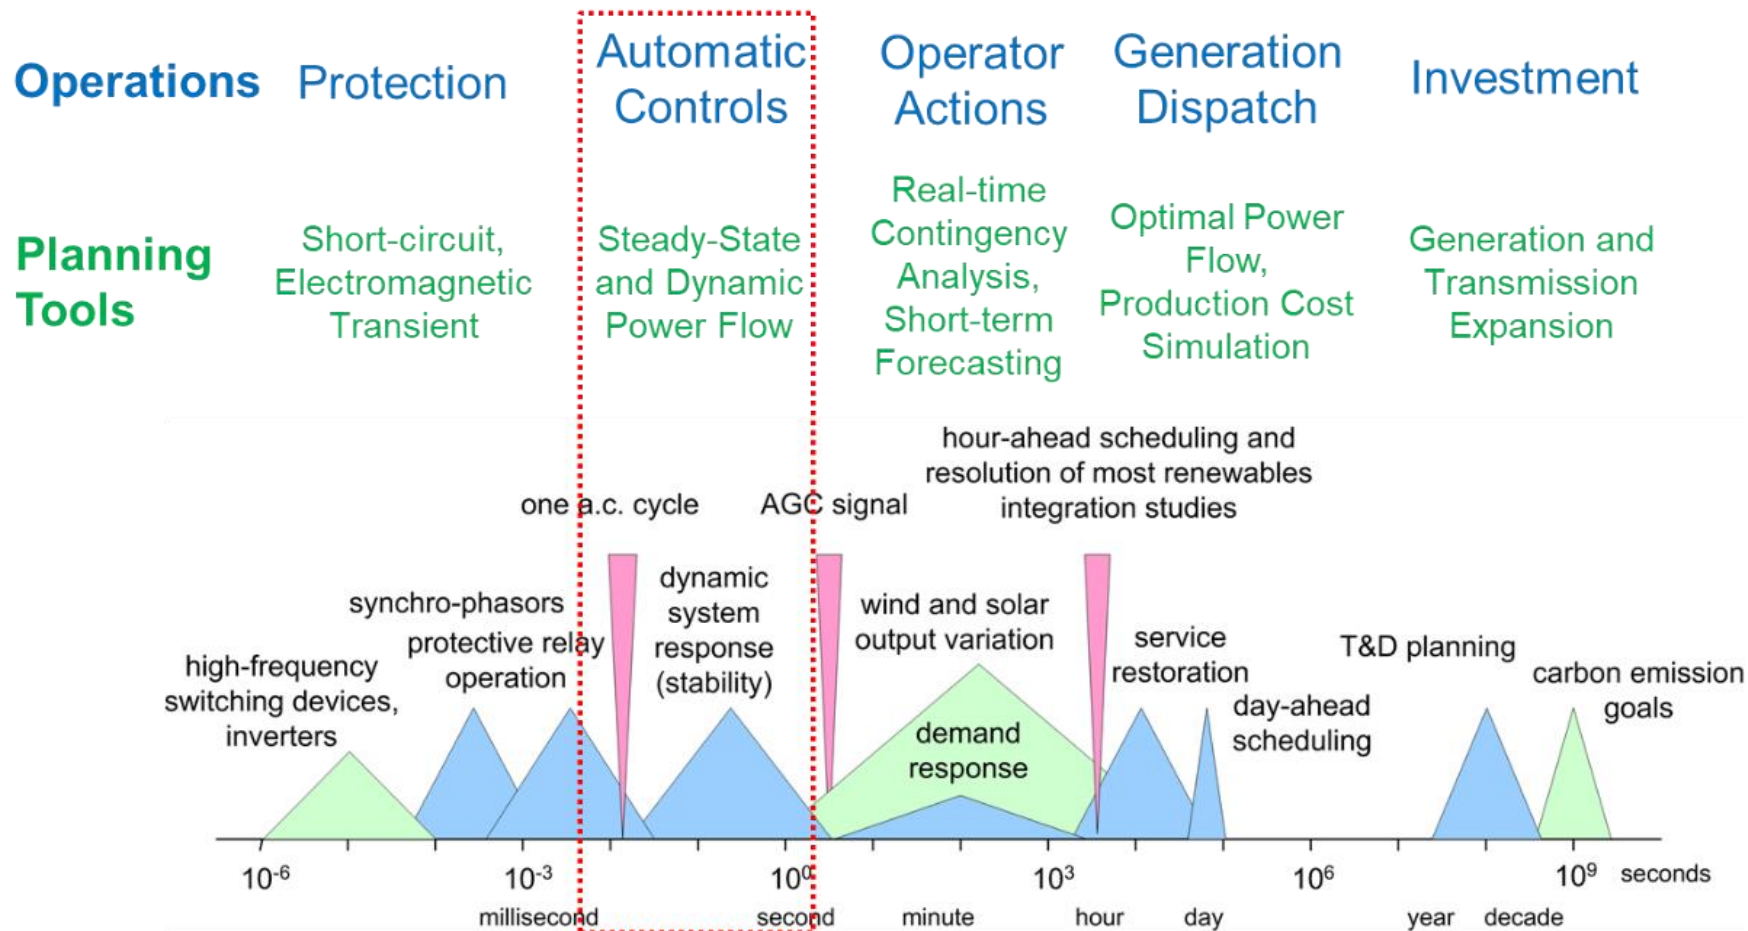 Operations
Protection
Automatic
Controls
Operator
Actions
Generation
Dispatch
Investment
Planning
Tools
Short-circuit,
Electromagnetic
Transient
Steady-State
and Dynamic
Power Flow
Real-time
Contingency
Analysis,
Short-term
Forecasting
Optimal Power
Flow,
Production Cost
Simulation
Generation and
Transmission
Expansion
one a.c. cycle
AGC signal
hour-ahead scheduling and
resolution of most renewables
integration studies
high-frequency
switching devices,
inverters
synchro-phasors
protective relay
operation
dynamic
system
response
(stability)
wind and solar
output variation
demand
response
service
restoration
day-ahead
scheduling
T&D planning
carbon emission
goals
10⁻⁶
10⁻³
10⁰
10³
10⁶
10⁹
seconds
millisecond
second
minute
hour
day
year
decade